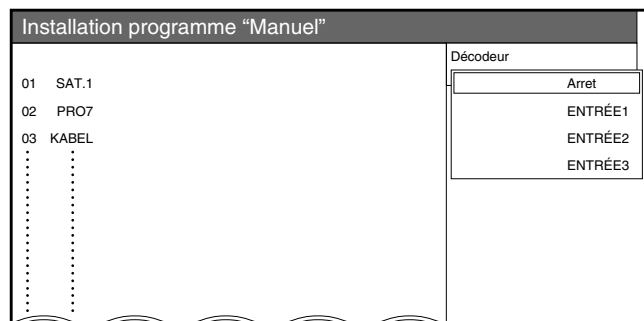 Installation programme “Manuel”
Décodeur
01 SAT.1
02 PRO7
03 KABEL
Arret
ENTRÉE1
ENTRÉE2
ENTRÉE3